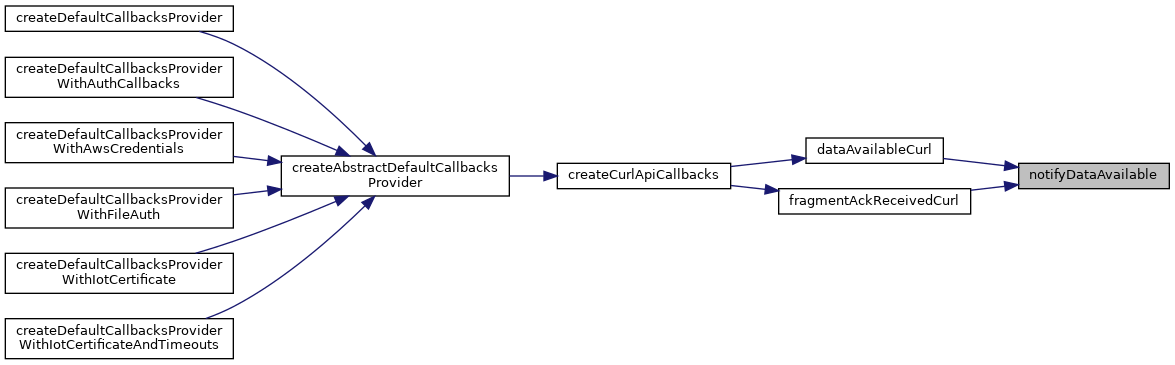 createDefaultCallbacksProvider
createDefaultCallbacksProvider
WithAuthCallbacks
createDefaultCallbacksProvider
WithAwsCredentials
createDefaultCallbacksProvider
WithFileAuth
createDefaultCallbacksProvider
WithIotCertificate
createDefaultCallbacksProvider
WithIotCertificateAndTimeouts
createAbstractDefaultCallbacks
Provider
createCurlApiCallbacks
dataAvailableCurl
fragmentAckReceivedCurl
notifyDataAvailable